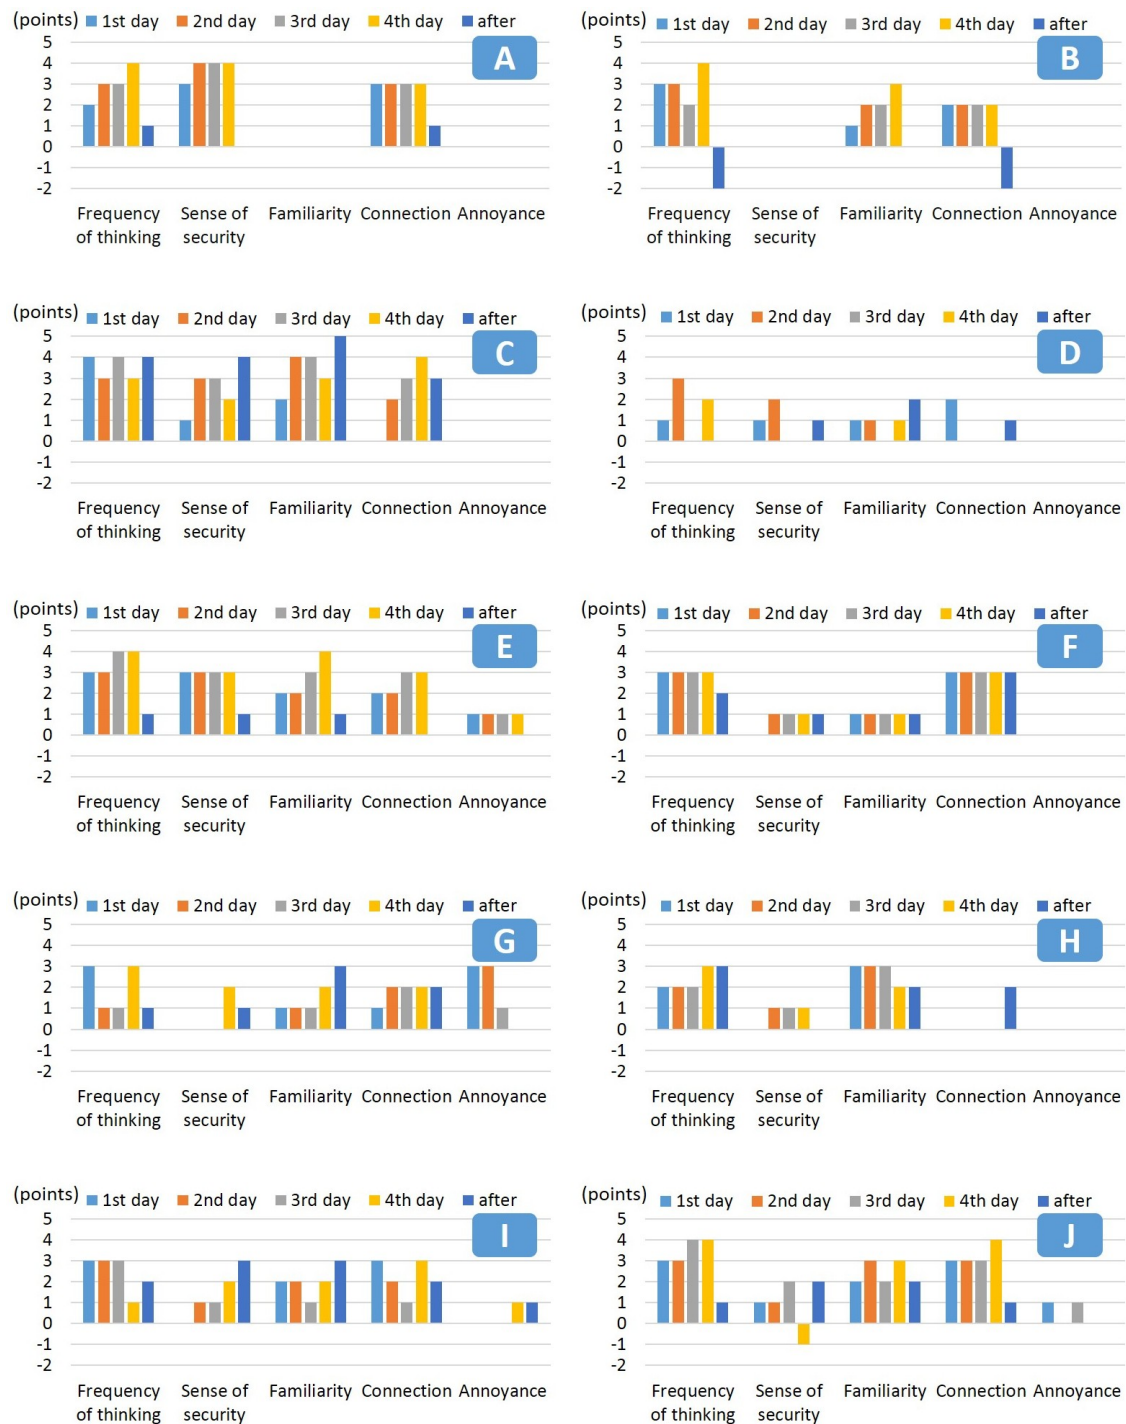 (points) 1st day 2nd day 3rd day 4th day after
A
5
4
3
2
1
0
-1
-2
Frequency of thinking Sense of security Familiarity Connection Annoyance
(points) 1st day 2nd day 3rd day 4th day after
B
5
4
3
2
1
0
-1
-2
Frequency of thinking Sense of security Familiarity Connection Annoyance
(points) 1st day 2nd day 3rd day 4th day after
C
5
4
3
2
1
0
-1
-2
Frequency of thinking Sense of security Familiarity Connection Annoyance
(points) 1st day 2nd day 3rd day 4th day after
D
5
4
3
2
1
0
-1
-2
Frequency of thinking Sense of security Familiarity Connection Annoyance
(points) 1st day 2nd day 3rd day 4th day after
E
5
4
3
2
1
0
-1
-2
Frequency of thinking Sense of security Familiarity Connection Annoyance
(points) 1st day 2nd day 3rd day 4th day after
F
5
4
3
2
1
0
-1
-2
Frequency of thinking Sense of security Familiarity Connection Annoyance
(points) 1st day 2nd day 3rd day 4th day after
G
5
4
3
2
1
0
-1
-2
Frequency of thinking Sense of security Familiarity Connection Annoyance
(points) 1st day 2nd day 3rd day 4th day after
H
5
4
3
2
1
0
-1
-2
Frequency of thinking Sense of security Familiarity Connection Annoyance
(points) 1st day 2nd day 3rd day 4th day after
I
5
4
3
2
1
0
-1
-2
Frequency of thinking Sense of security Familiarity Connection Annoyance
(points) 1st day 2nd day 3rd day 4th day after
J
5
4
3
2
1
0
-1
-2
Frequency of thinking Sense of security Familiarity Connection Annoyance